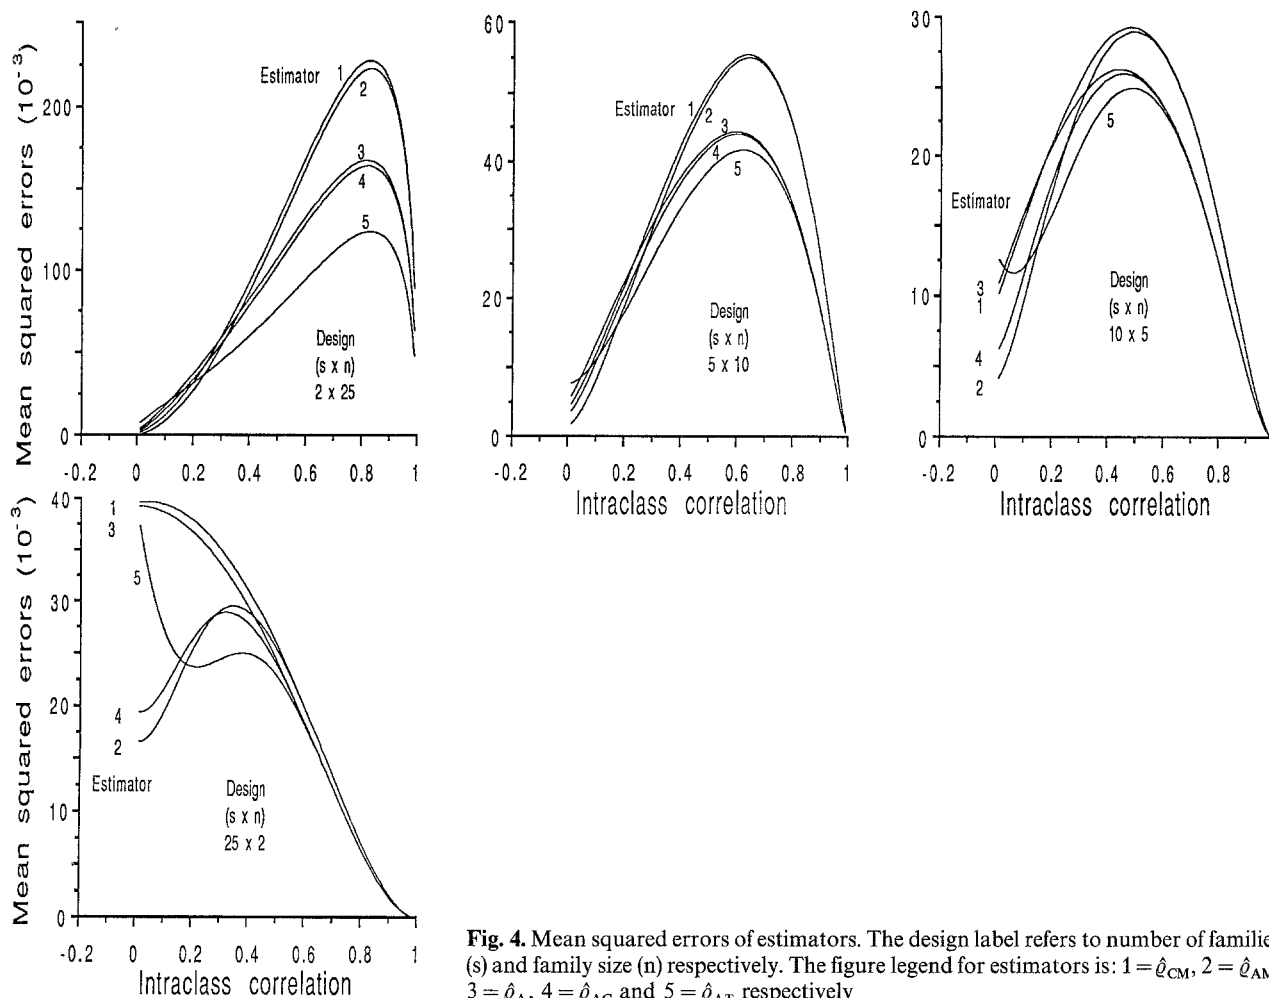 Mean squared errors (10⁻³)
200
100
0
-0.2 0 0.2 0.4 0.6 0.8 1
Estimator 1
2
3
4
5
Design
(s x n)
2 x 25
60
40
20
0
-0.2 0 0.2 0.4 0.6 0.8 1
Intraclass correlation
Estimator 1
2
3
4
5
Design
(s x n)
5 x 10
30
20
10
0
-0.2 0 0.2 0.4 0.6 0.8
Intraclass correlation
Estimator
5
3
1
4
2
Design
(s x n)
10 x 5
Mean squared errors (10⁻³)
40
30
20
10
0
-0.2 0 0.2 0.4 0.6 0.8 1
Intraclass correlation
1
3
5
4
2
Estimator
Design
(s x n)
25 x 2
Fig. 4. Mean squared errors of estimators. The design label refers to number of familie
(s) and family size (n) respectively. The figure legend for estimators is: 1 = ϱ̂CM, 2 = ϱ̂AM
3 = ϱ̂A, 4 = ϱ̂AG and 5 = ϱ̂AT respectively